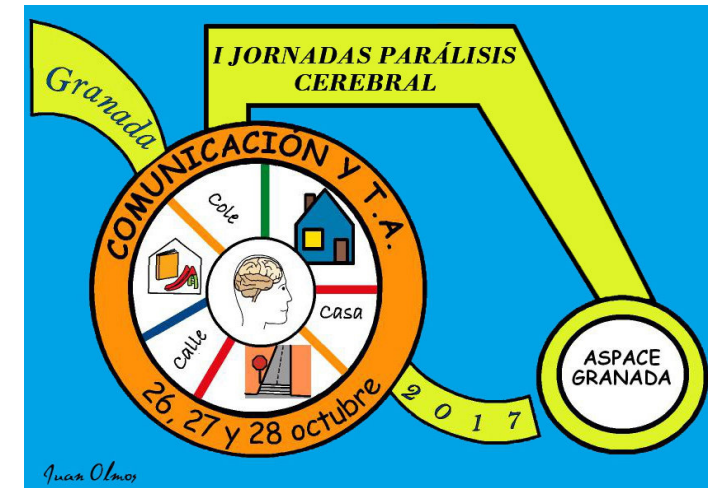 I JORNADAS PARÁLISIS
CEREBRAL
Granada
COMUNICACIÓN Y T.A.
Cole
Casa
Calle
26, 27 y 28 octubre
2017
ASPACE
GRANADA
Juan Olmos